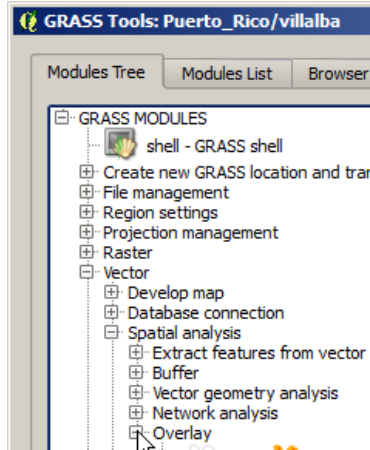 GRASS Tools: Puerto_Rico/villalba
Modules Tree Modules List Browser
GRASS MODULES
shell - GRASS shell
Create new GRASS location and tran
File management
Region settings
Projection management
Raster
Vector
Develop map
Database connection
Spatial analysis
Extract features from vector
Buffer
Vector geometry analysis
Network analysis
Overlay